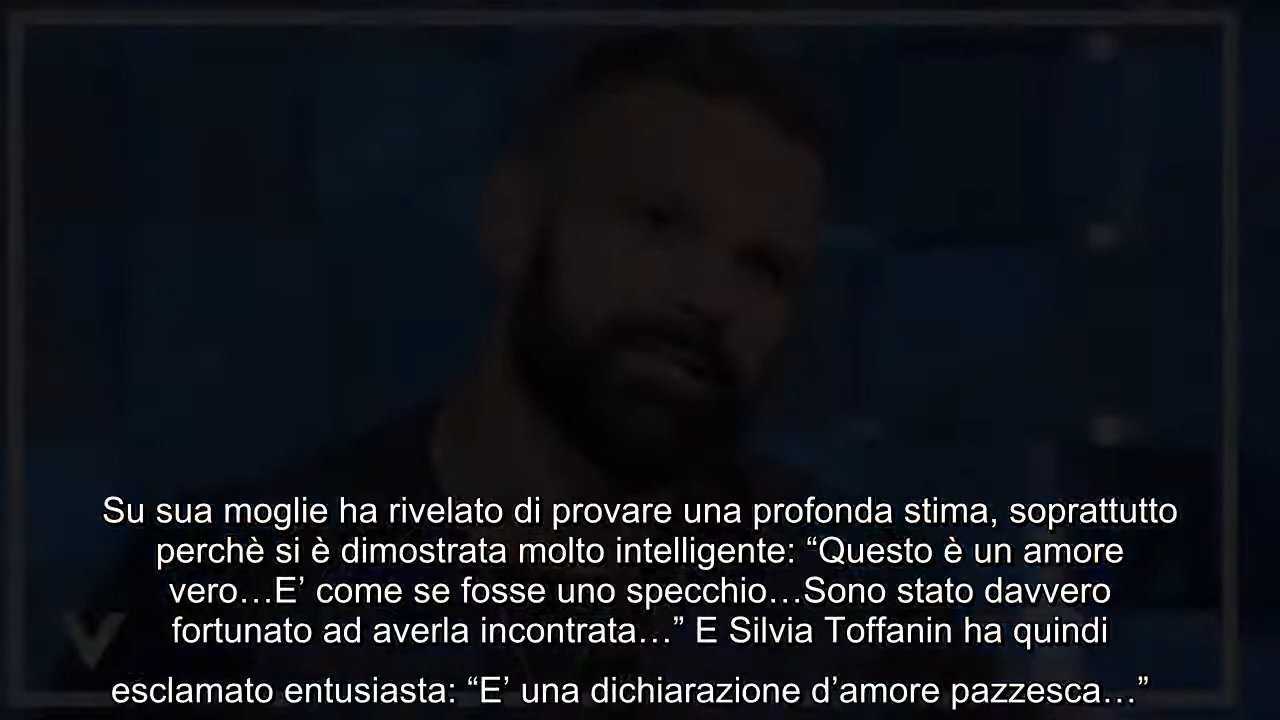 Su sua moglie ha rivelato di provare una profonda stima, soprattutto
perchè si è dimostrata molto intelligente: “Questo è un amore
vero…E’ come se fosse uno specchio…Sono stato davvero
fortunato ad averla incontrata…” E Silvia Toffanin ha quindi
esclamato entusiasta: “E’ una dichiarazione d’amore pazzesca…”
V